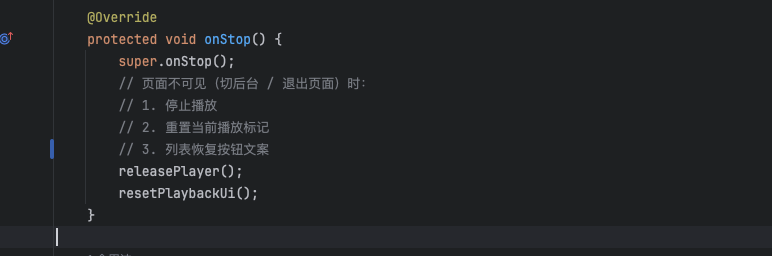 @Override
protected void onStop() {
super.onStop();
// 页面不可见（切后台 / 退出页面）时：
// 1. 停止播放
// 2. 重置当前播放标记
// 3. 列表恢复按钮文案
releasePlayer();
resetPlaybackUi();
}